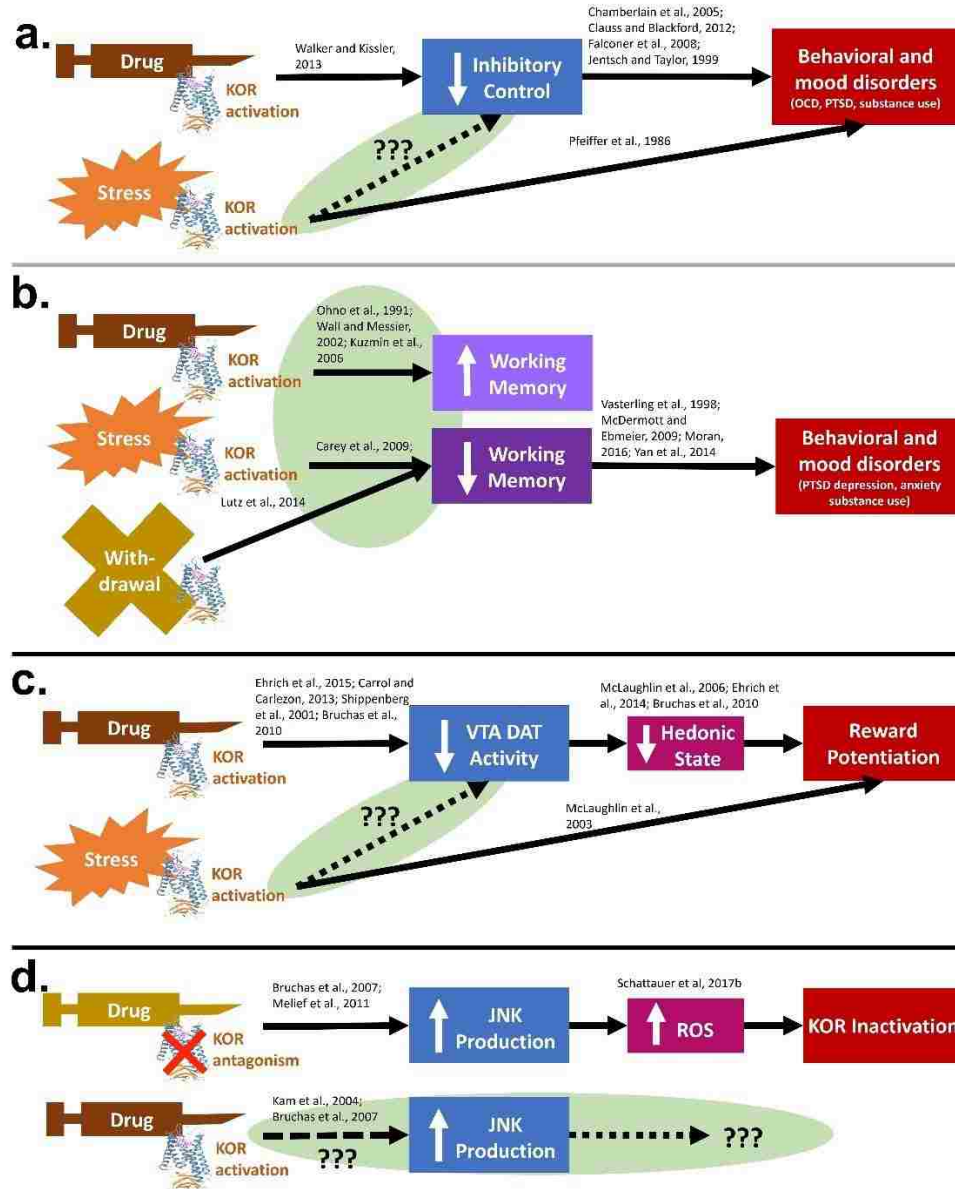 a.
Drug
KOR
activation
Walker and Kissler,
2013
Inhibitory
Control
Chamberlain et al., 2005;
Clauss and Blackford, 2012;
Falconer et al., 2008;
Jentsch and Taylor, 1999
Behavioral and
mood disorders
(OCD, PTSD, substance use)
???
Pfeiffer et al., 1986
Stress
KOR
activation
b.
Drug
KOR
activation
Ohno et al., 1991;
Wall and Messier,
2002; Kuzmin et al.,
2006
Working
Memory
Stress
KOR
activation
Carey et al., 2009;
Working
Memory
Vasterling et al., 1998;
McDermott and
Ebmeier, 2009; Moran,
2016; Yan et al., 2014
Behavioral and
mood disorders
(PTSD depression, anxiety
substance use)
Lutz et al., 2014
With-
drawal
c.
Drug
KOR
activation
Ehrich et al., 2015; Carrol and
Carlezon, 2013; Shippenberg
et al., 2001; Bruchas et al.,
2010
VTA DAT
Activity
McLaughlin et al., 2006; Ehrich et
al., 2014; Bruchas et al., 2010
Hedonic
State
Reward
Potentiation
???
McLaughlin et al.,
2003
Stress
KOR
activation
d.
Drug
KOR
antagonism
Bruchas et al., 2007;
Melief et al., 2011
JNK
Production
Schattauer et al, 2017b
ROS
KOR Inactivation
Drug
KOR
activation
Kam et al., 2004;
Bruchas et al., 2007
???
JNK
Production
???